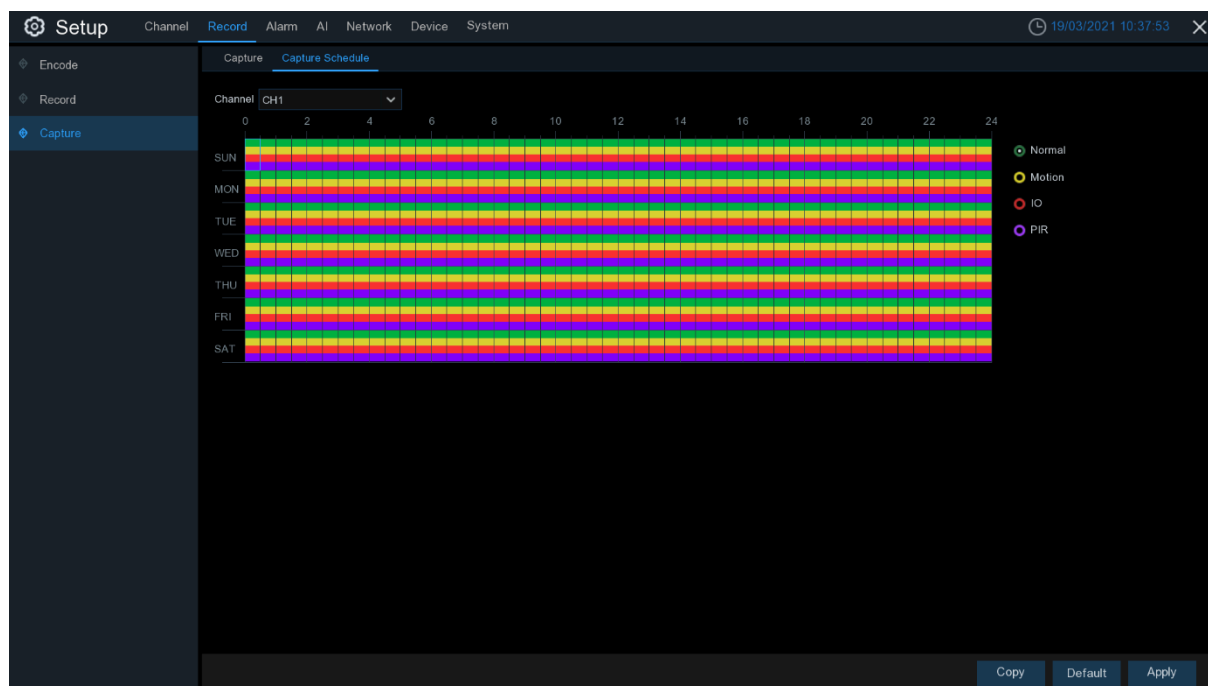 Setup Channel Record Alarm AI Network Device System 19/03/2021 10:37:53
Encode
Record
Capture
Capture Capture Schedule
Channel CH1
0 2 4 6 8 10 12 14 16 18 20 22 24
SUN
MON
TUE
WED
THU
FRI
SAT
Normal
Motion
IO
PIR
Copy Default Apply